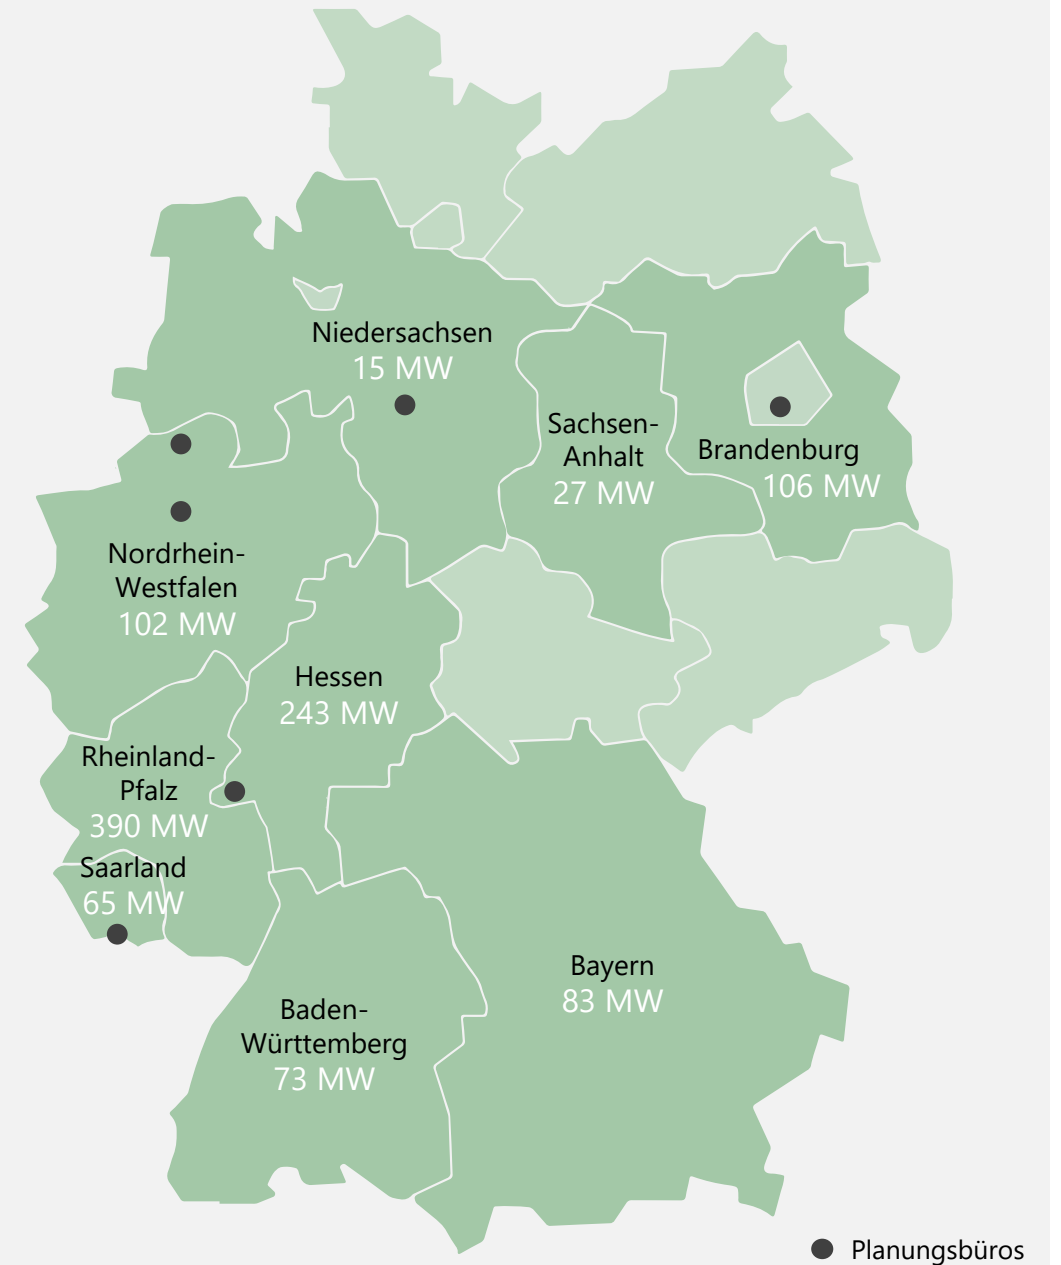 Niedersachsen
15 MW
Sachsen-
Anhalt
27 MW
Brandenburg
106 MW
Nordrhein-
Westfalen
102 MW
Hessen
243 MW
Rheinland-
Pfalz
390 MW
Saarland
65 MW
Bayern
83 MW
Baden-
Württemberg
73 MW
Planungsbüros